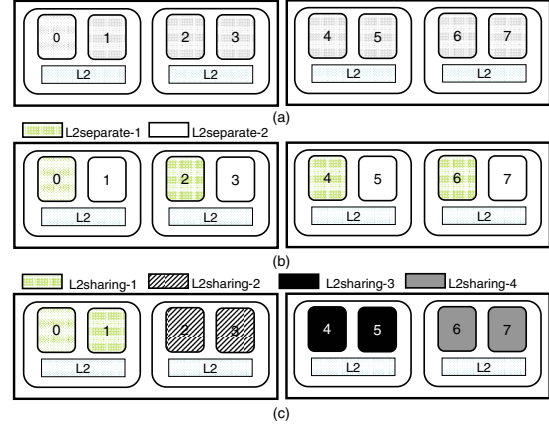 0 1 2 3 4 5 6 7
L2 L2 L2 L2
(a)
L2separate-1 L2separate-2
0 1 2 3 4 5 6 7
L2 L2 L2 L2
(b)
L2sharing-1 L2sharing-2 L2sharing-3 L2sharing-4
0 1 2 3 4 5 6 7
L2 L2 L2 L2
(c)